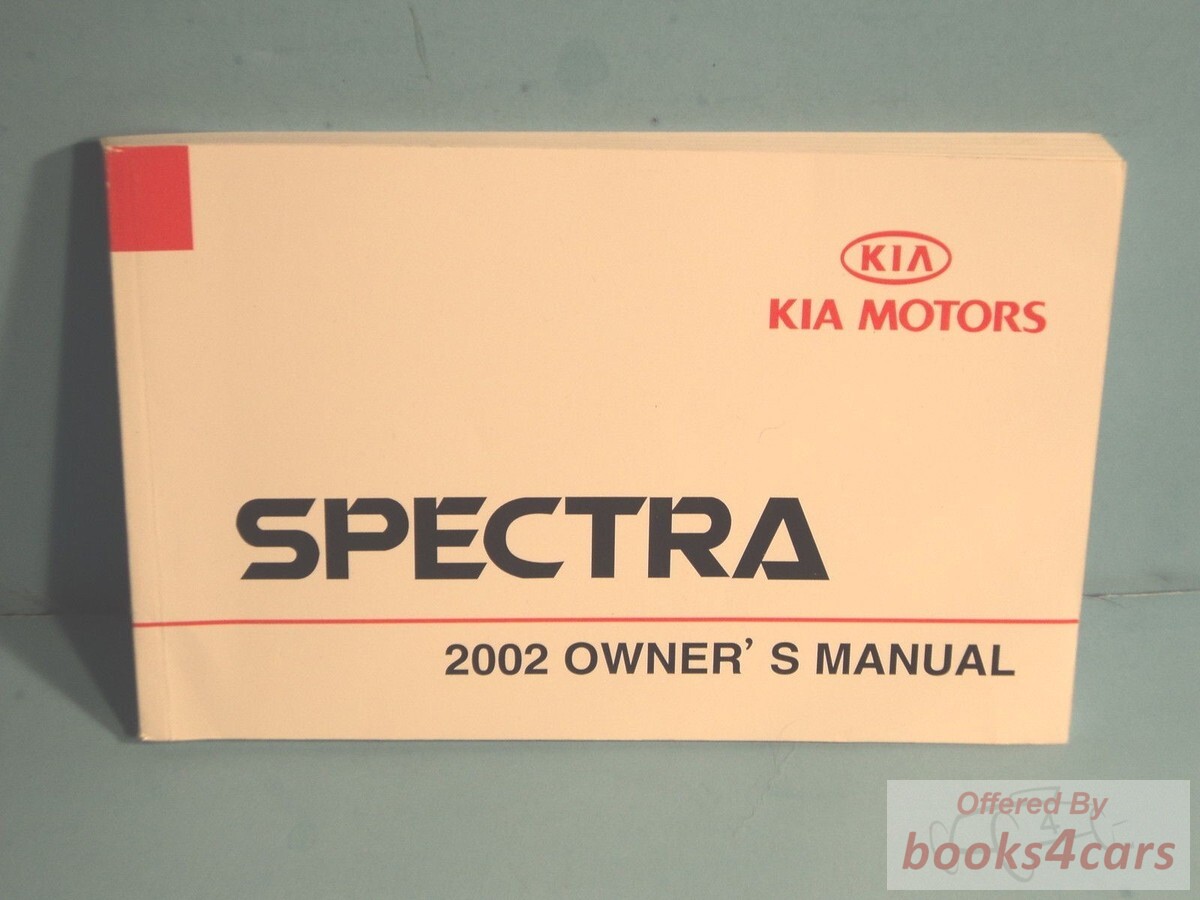 KIA
KIA MOTORS
SPECTRA
2002 OWNER' S MANUAL
Offered By
books4cars